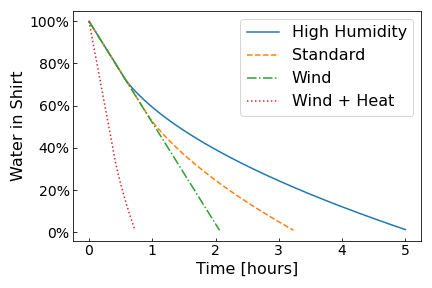 100%
80%
60%
40%
20%
0%
Water in Shirt
High Humidity
Standard
Wind
Wind + Heat
0 1 2 3 4 5
Time [hours]